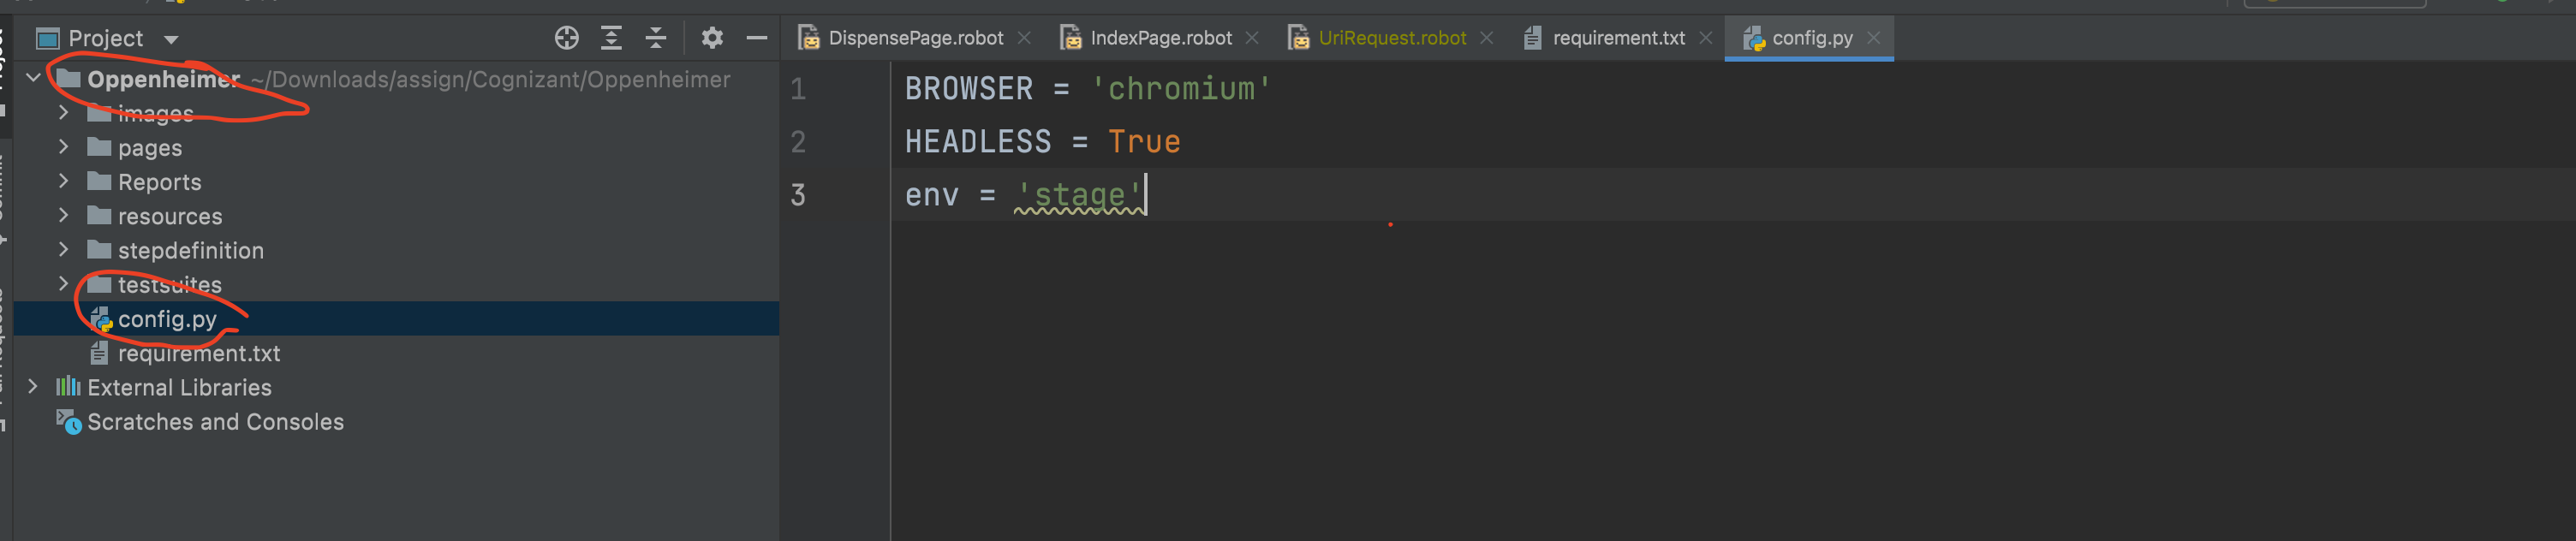 Project
DispensePage.robot
IndexPage.robot
UriRequest.robot
requirement.txt
config.py
Oppenheimer ~/Downloads/assign/Cognizant/Oppenheimer
images
pages
Reports
resources
stepdefinition
testsuites
config.py
requirement.txt
External Libraries
Scratches and Consoles
1 BROWSER = 'chromium'
2 HEADLESS = True
3 env = 'stage'